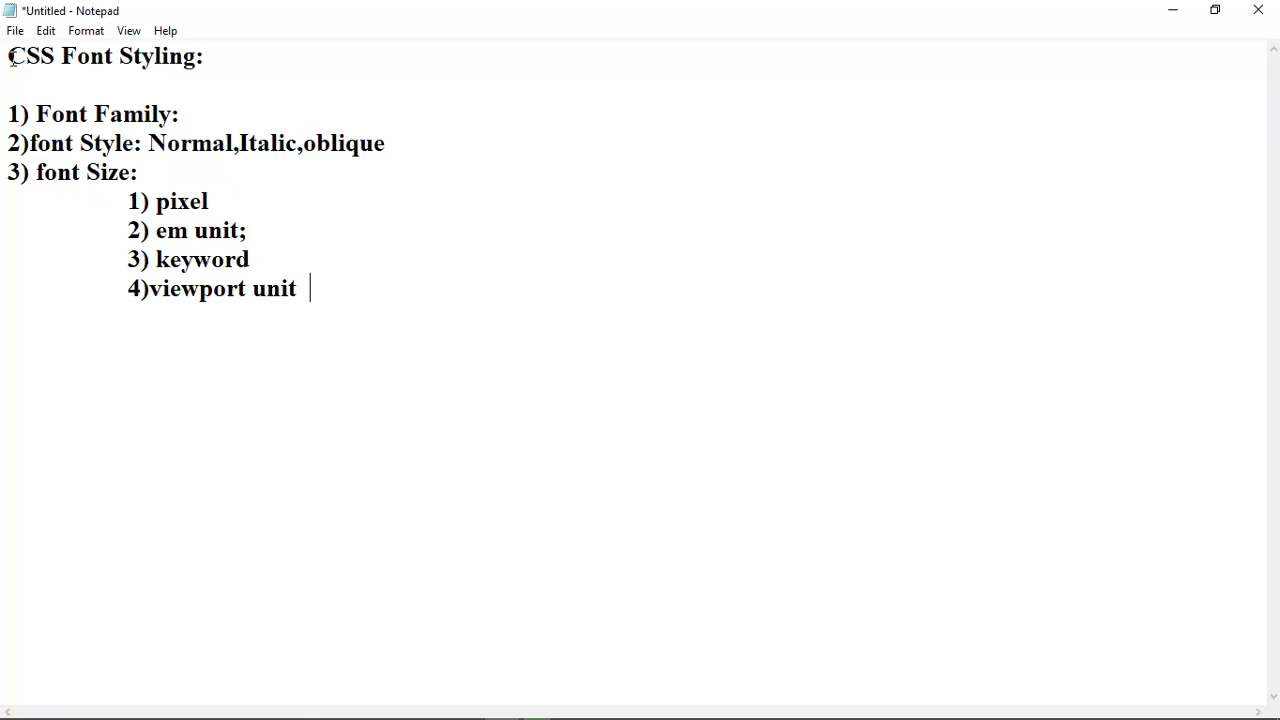 *Untitled - Notepad
File Edit Format View Help
CSS Font Styling:
1) Font Family:
2)font Style: Normal,Italic,oblique
3) font Size:
1) pixel
2) em unit;
3) keyword
4)viewport unit